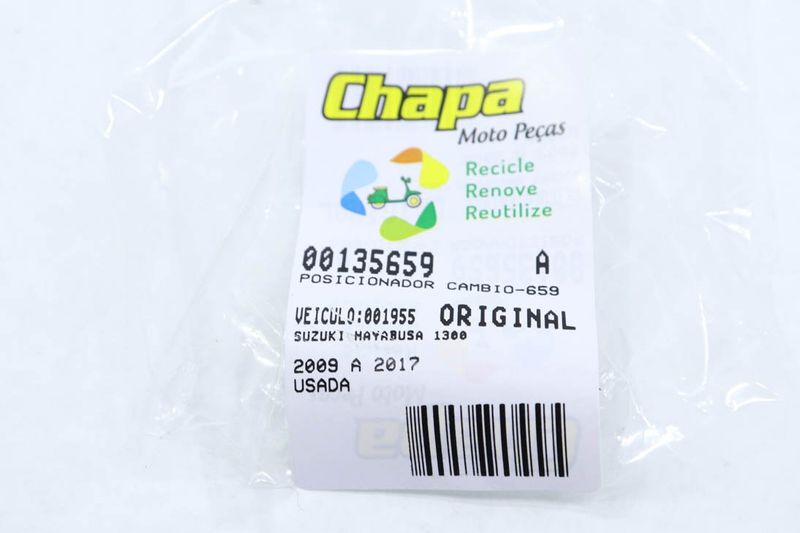 Chapa
Moto Peças
Recicle
Renove
Reutilize
00135659 A
POSICIONADOR CAMBIO-659
VEICULO:001955 ORIGINAL
SUZUKI HAYABUSA 1300
2009 A 2017
USADA